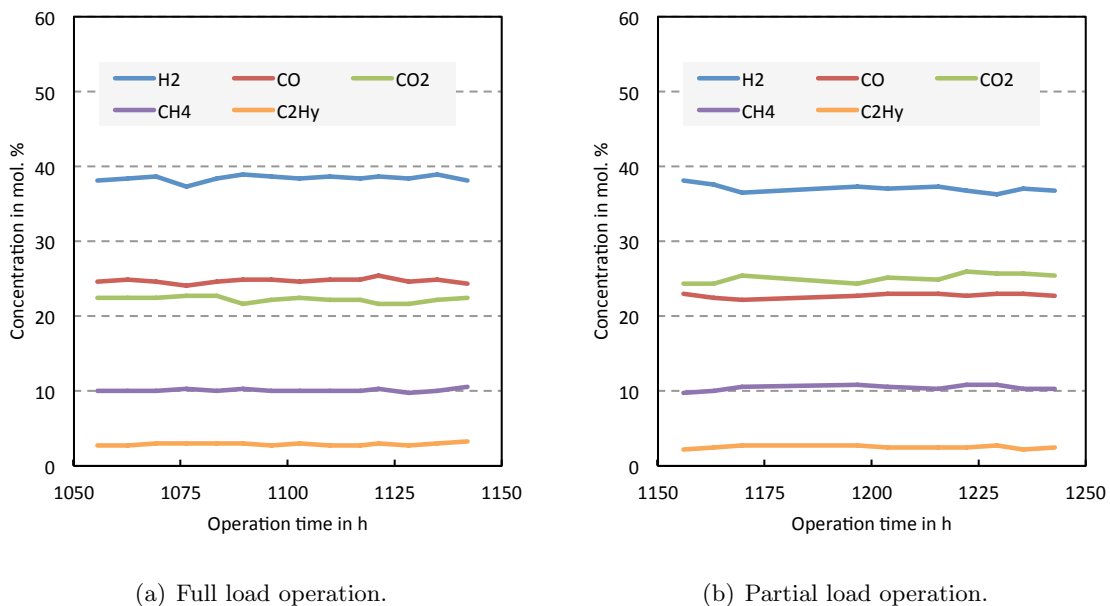 60
50
40
30
20
10
0
Concentration in mol. %
H2 CO CO2
CH4 C2Hy
1050 1075 1100 1125 1150
Operation time in h
(a) Full load operation.
60
50
40
30
20
10
0
Concentration in mol. %
H2 CO CO2
CH4 C2Hy
1150 1175 1200 1225 1250
Operation time in h
(b) Partial load operation.